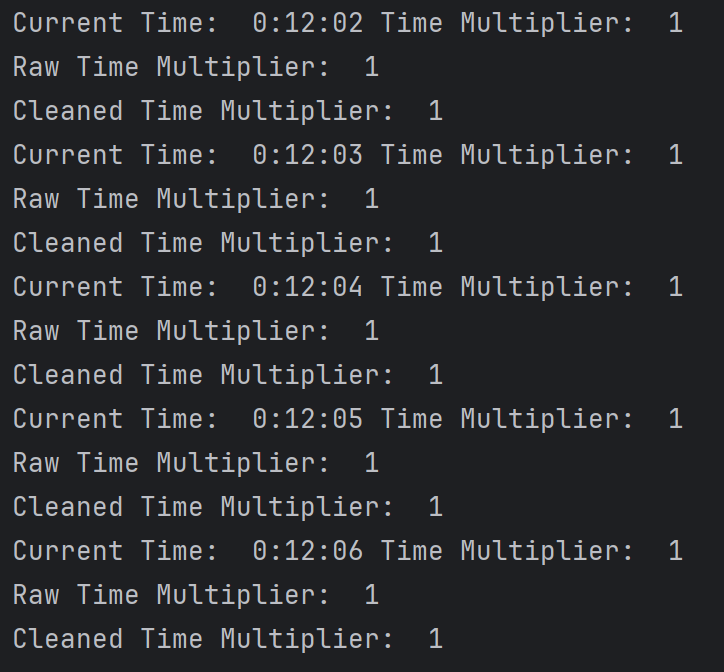 Current Time:  0:12:02 Time Multiplier:  1
Raw Time Multiplier:  1
Cleaned Time Multiplier:  1
Current Time:  0:12:03 Time Multiplier:  1
Raw Time Multiplier:  1
Cleaned Time Multiplier:  1
Current Time:  0:12:04 Time Multiplier:  1
Raw Time Multiplier:  1
Cleaned Time Multiplier:  1
Current Time:  0:12:05 Time Multiplier:  1
Raw Time Multiplier:  1
Cleaned Time Multiplier:  1
Current Time:  0:12:06 Time Multiplier:  1
Raw Time Multiplier:  1
Cleaned Time Multiplier:  1